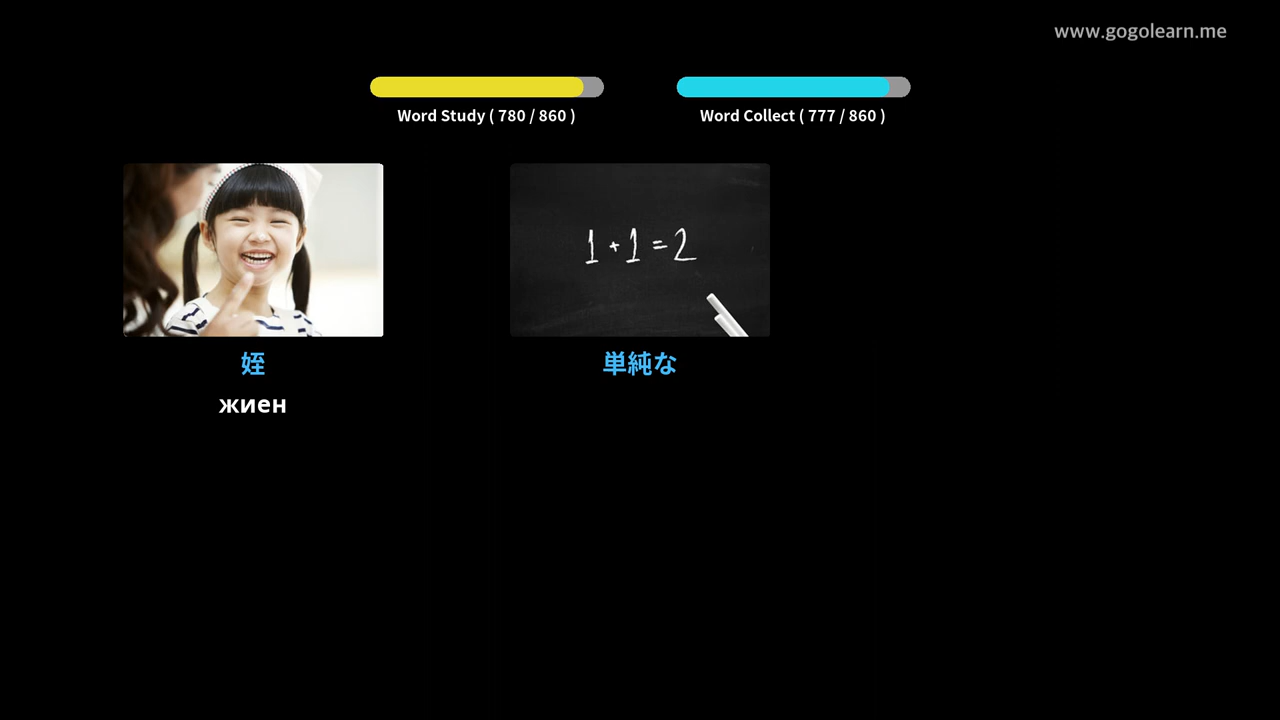 www.gogolearn.me
Word Study ( 780 / 860 )
Word Collect ( 777 / 860 )
1 + 1 = 2
姪
単純な
жиен